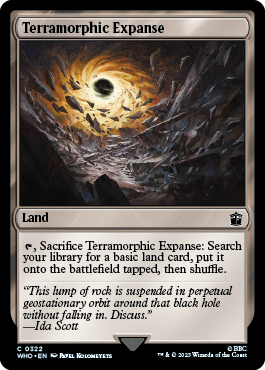 Terramorphic Expanse
Land
, Sacrifice Terramorphic Expanse: Search
your library for a basic land card, put it
onto the battlefield tapped, then shuffle.
“This lump of rock is suspended in perpetual
geostationary orbit around that black hole
without falling in. Discuss.”
—Ida Scott
C 0322
WHO • EN PAVEL KOLOMEYETS
© BBC
™ & © 2023 Wizards of the Coast